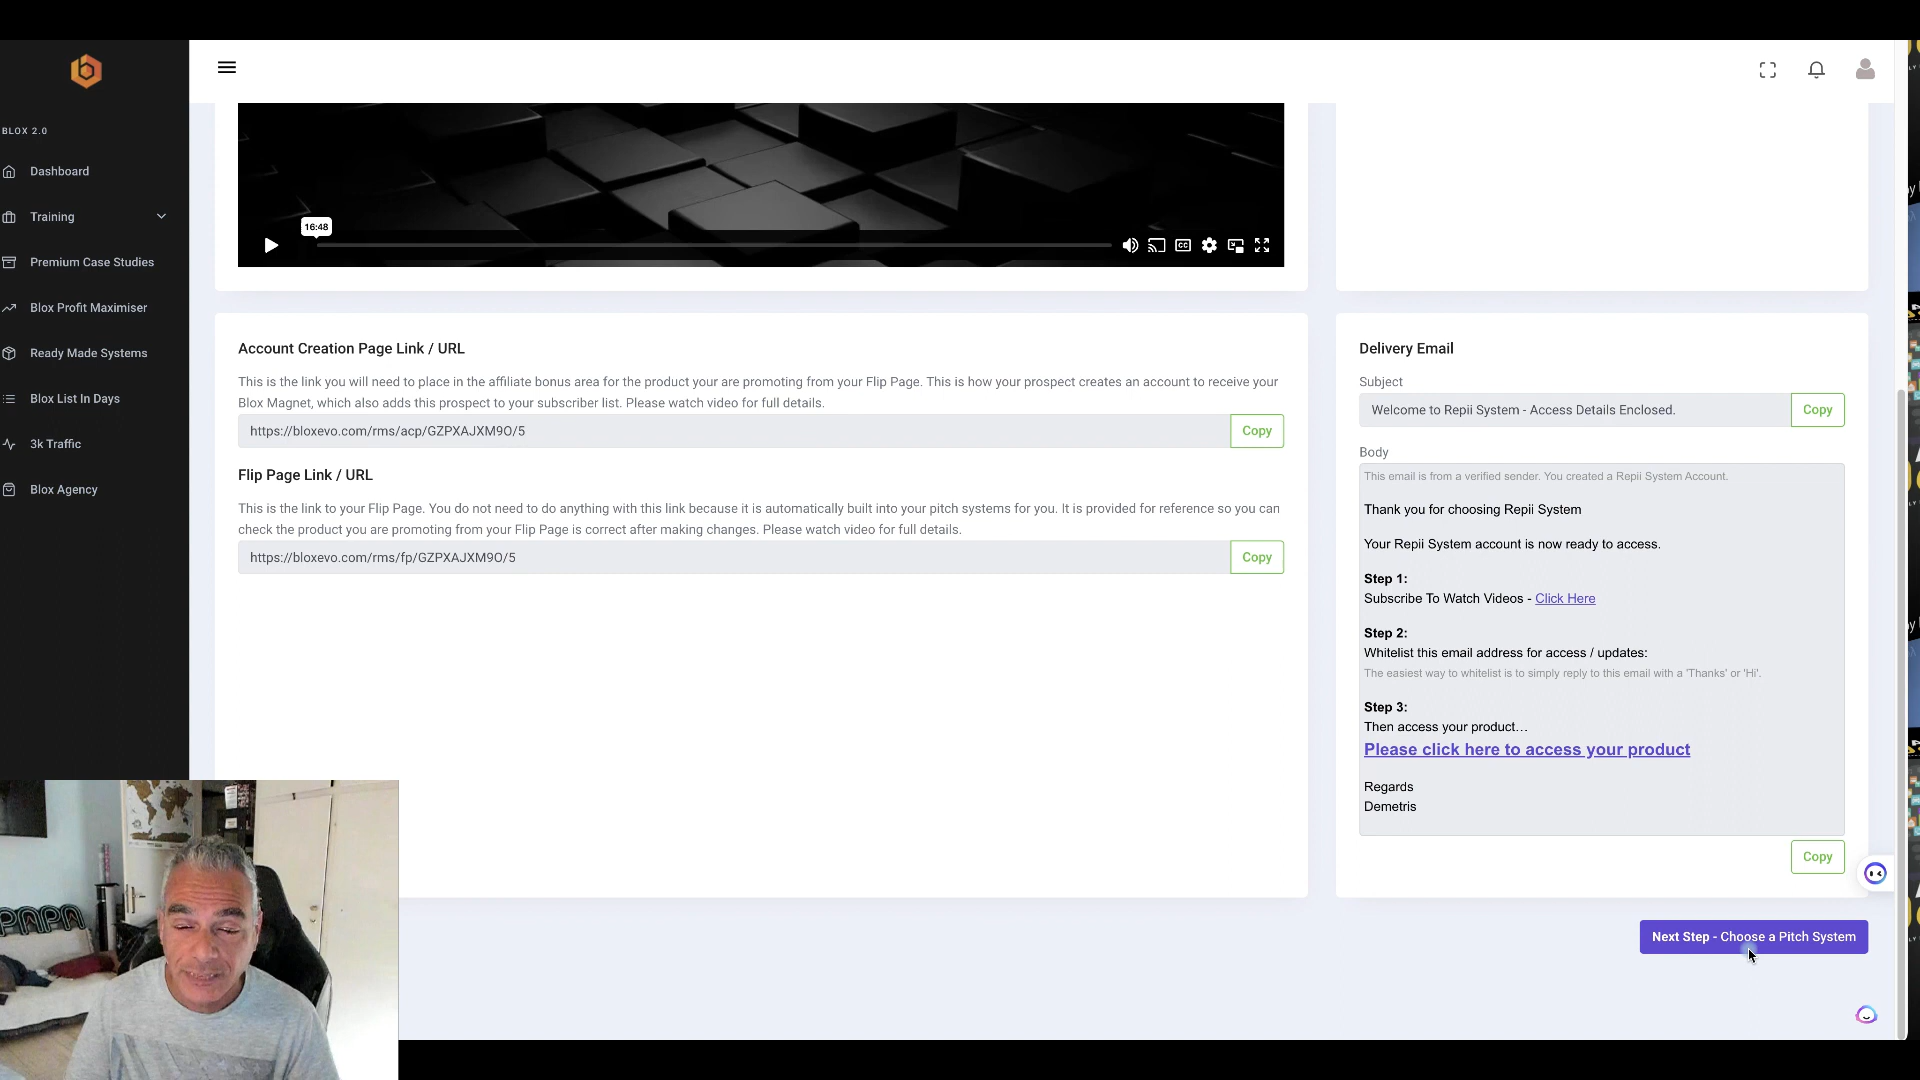 BLOX 2.0
Dashboard
Training
Premium Case Studies
Blox Profit Maximiser
Ready Made Systems
Blox List In Days
3k Traffic
Blox Agency
16:48
CC
Account Creation Page Link / URL
This is the link you will need to place in the affiliate bonus area for the product your are promoting from your Flip Page. This is how your prospect creates an account to receive your
Blox Magnet, which also adds this prospect to your subscriber list. Please watch video for full details.
https://bloxevo.com/rms/acp/GZPXAJXM9O/5
Copy
Flip Page Link / URL
This is the link to your Flip Page. You do not need to do anything with this link because it is automatically built into your pitch systems for you. It is provided for reference so you can
check the product you are promoting from your Flip Page is correct after making changes. Please watch video for full details.
https://bloxevo.com/rms/fp/GZPXAJXM9O/5
Copy
Delivery Email
Subject
Welcome to Repii System - Access Details Enclosed.
Copy
Body
This email is from a verified sender. You created a Repii System Account.
Thank you for choosing Repii System
Your Repii System account is now ready to access.
Step 1:
Subscribe To Watch Videos - Click Here
Step 2:
Whitelist this email address for access / updates:
The easiest way to whitelist is to simply reply to this email with a 'Thanks' or 'Hi'.
Step 3:
Then access your product...
Please click here to access your product
Regards
Demetris
Copy
Next Step - Choose a Pitch System
PAPA